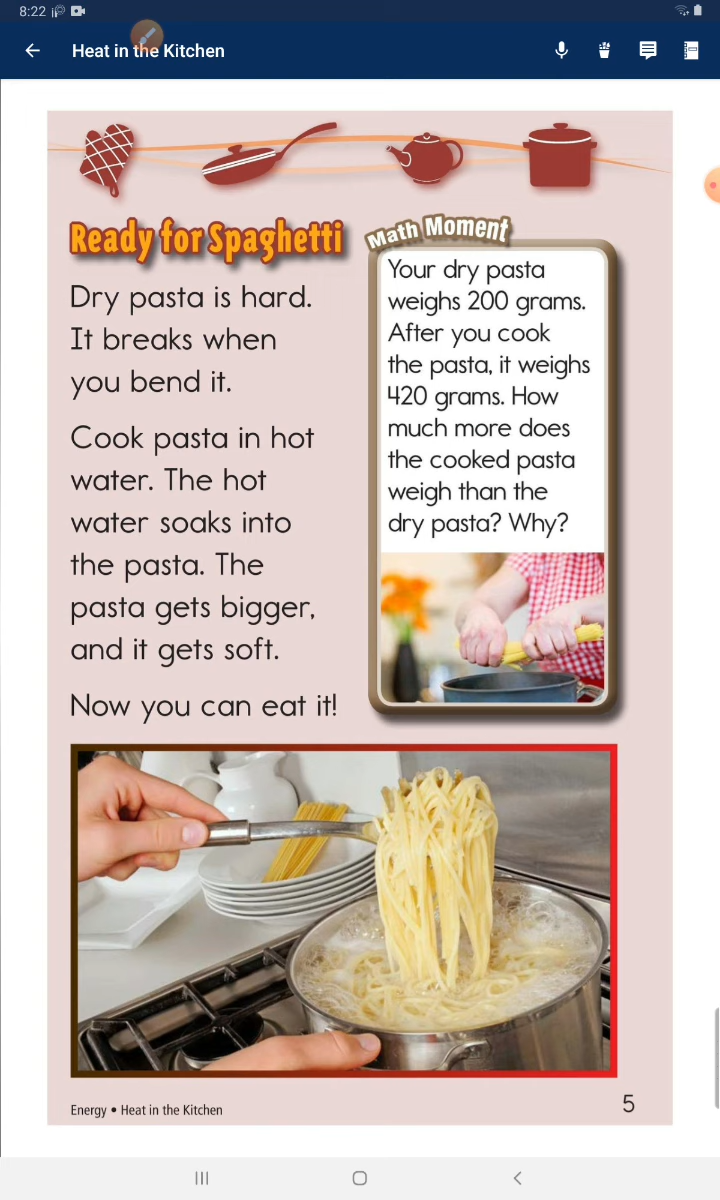 8:22
Heat in the Kitchen
Ready for Spaghetti
Dry pasta is hard.
It breaks when
you bend it.
Cook pasta in hot
water. The hot
water soaks into
the pasta. The
pasta gets bigger,
and it gets soft.
Now you can eat it!
Math Moment
Your dry pasta
weighs 200 grams.
After you cook
the pasta, it weighs
420 grams. How
much more does
the cooked pasta
weigh than the
dry pasta? Why?
Energy • Heat in the Kitchen
5